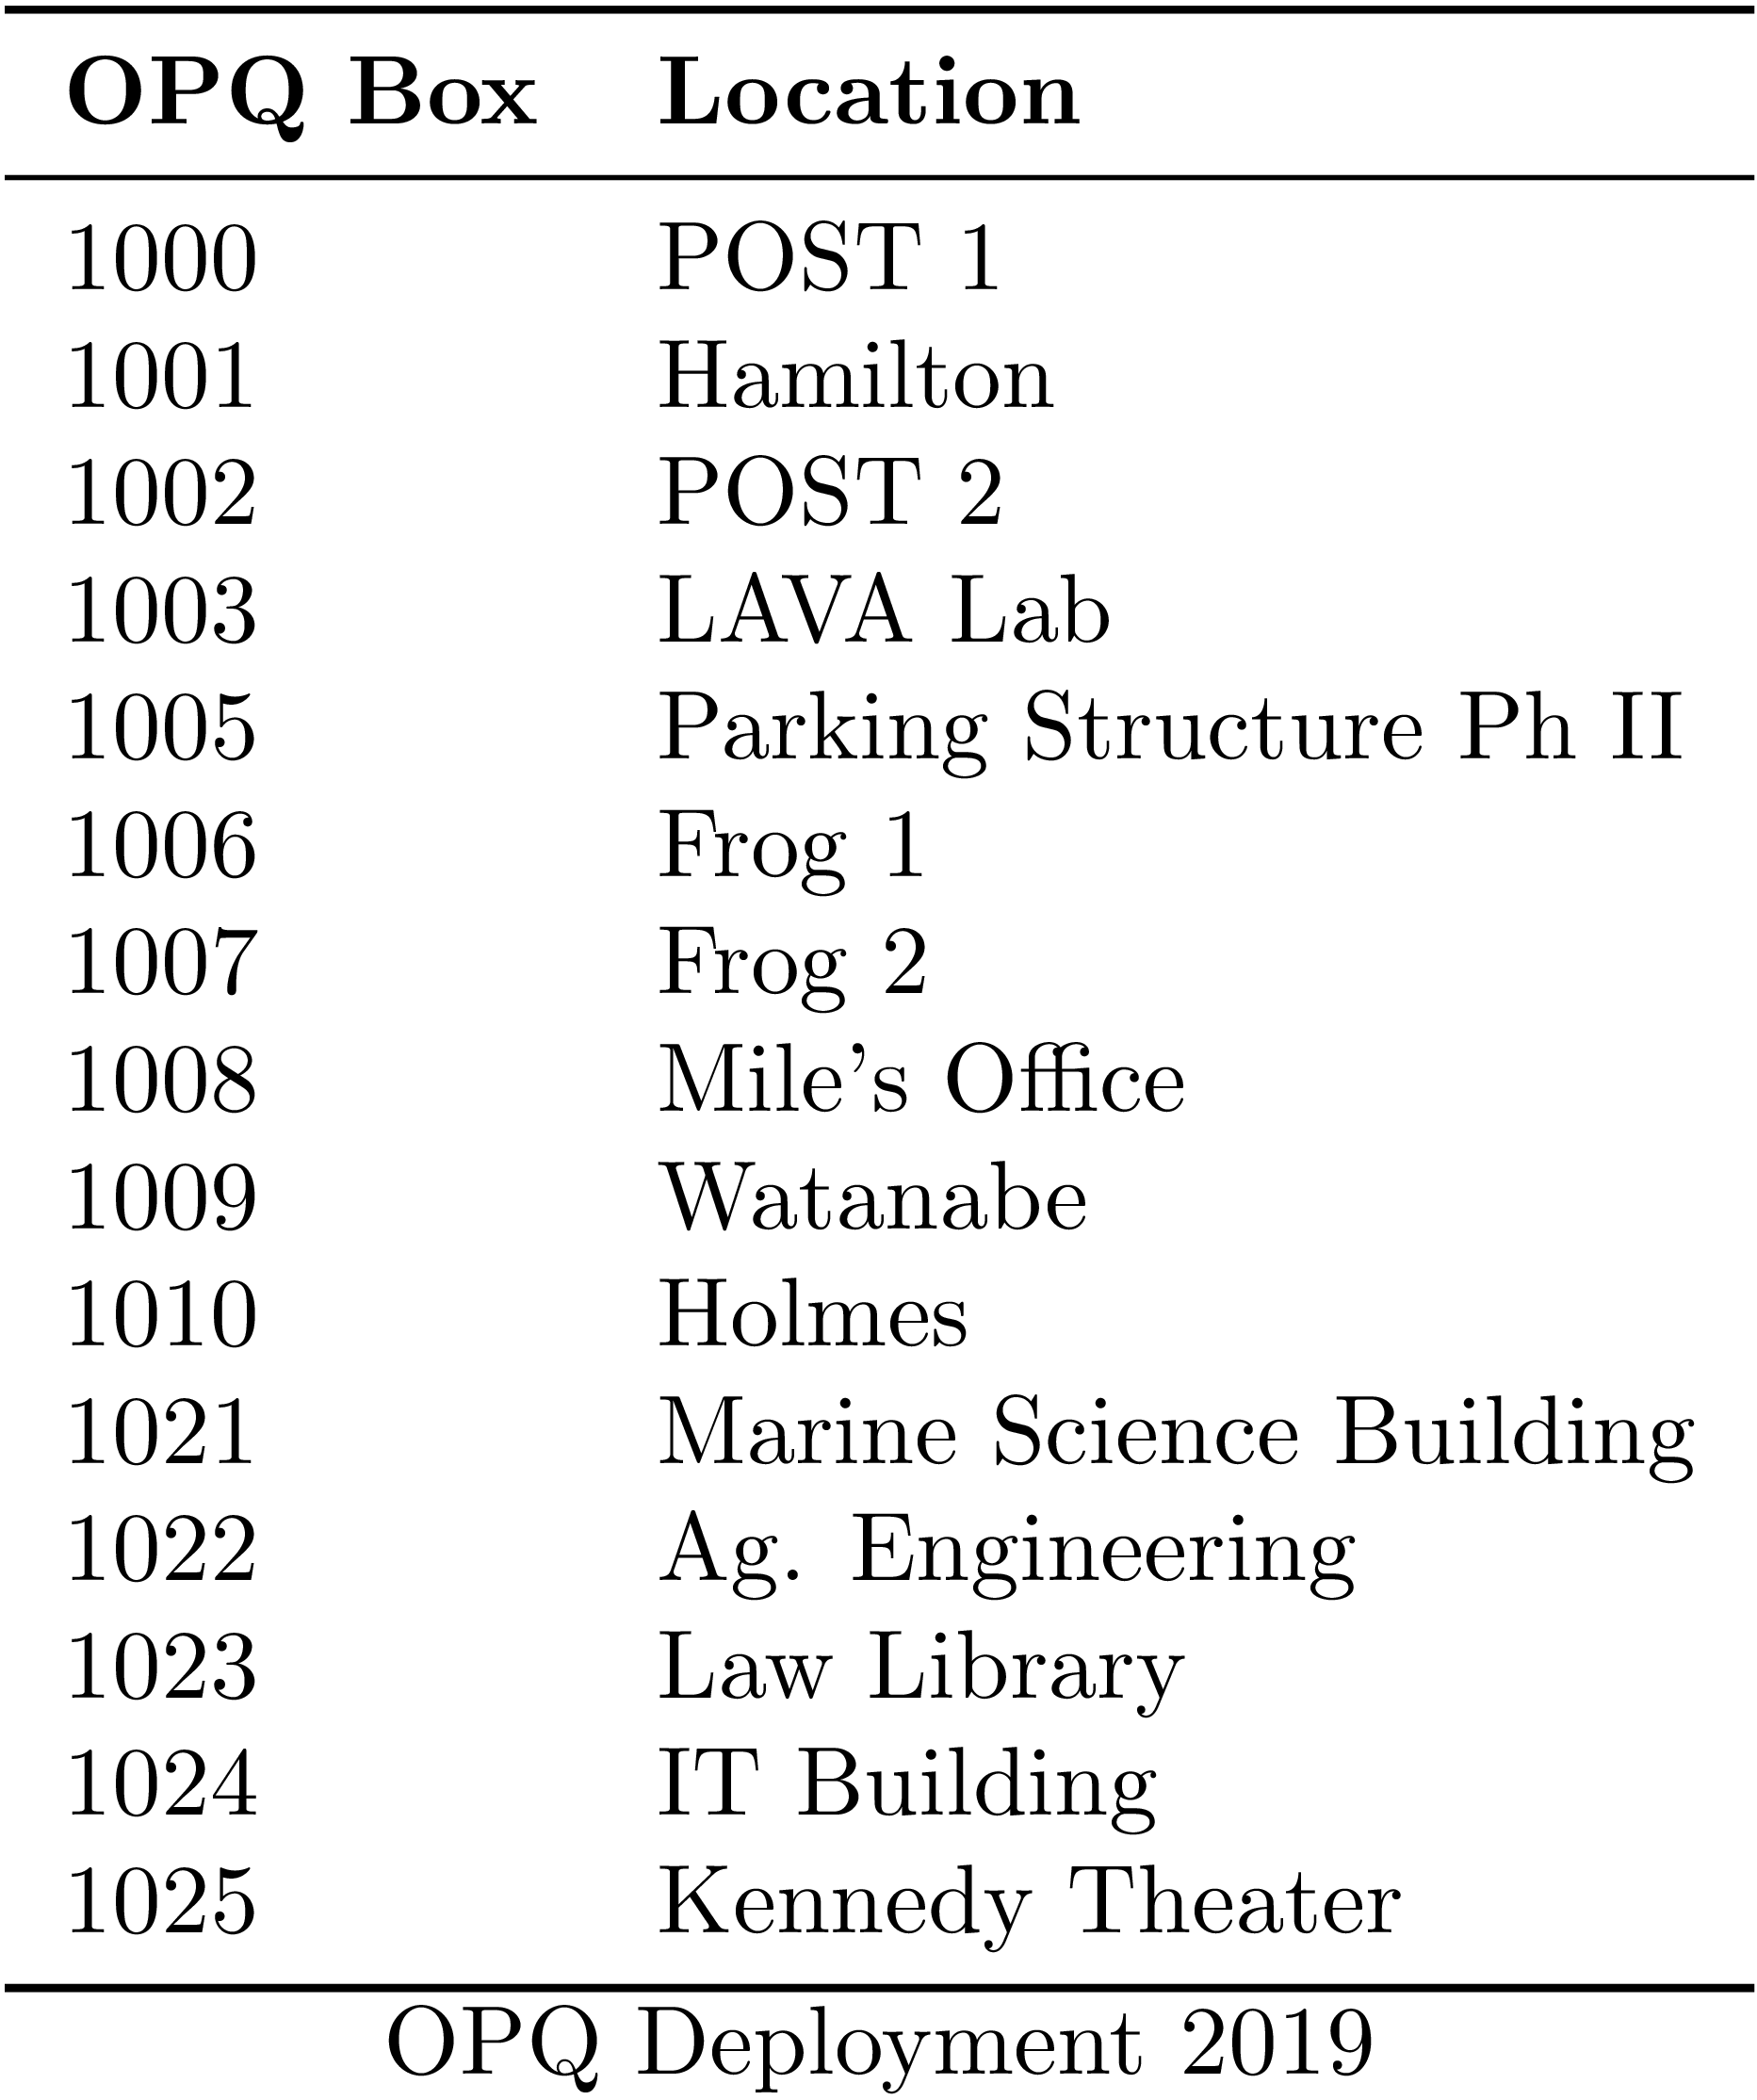 OPQ Box Location
1000 POST 1
1001 Hamilton
1002 POST 2
1003 LAVA Lab
1005 Parking Structure Ph II
1006 Frog 1
1007 Frog 2
1008 Mile's Office
1009 Watanabe
1010 Holmes
1021 Marine Science Building
1022 Ag. Engineering
1023 Law Library
1024 IT Building
1025 Kennedy Theater
OPQ Deployment 2019